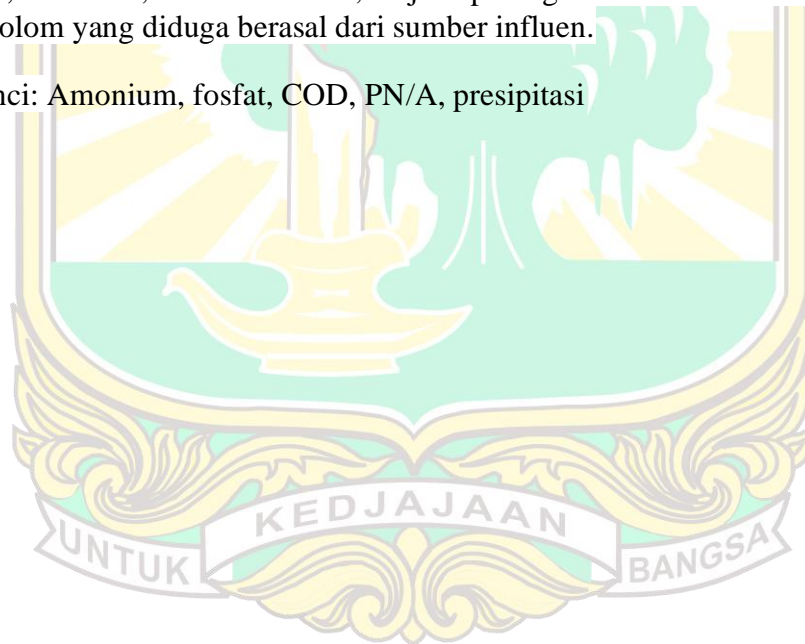 olom yang diduga berasal dari sumber influen.
nci: Amonium, fosfat, COD, PN/A, presipitasi
KEDJAJAAN
UNTUK
BANGSA